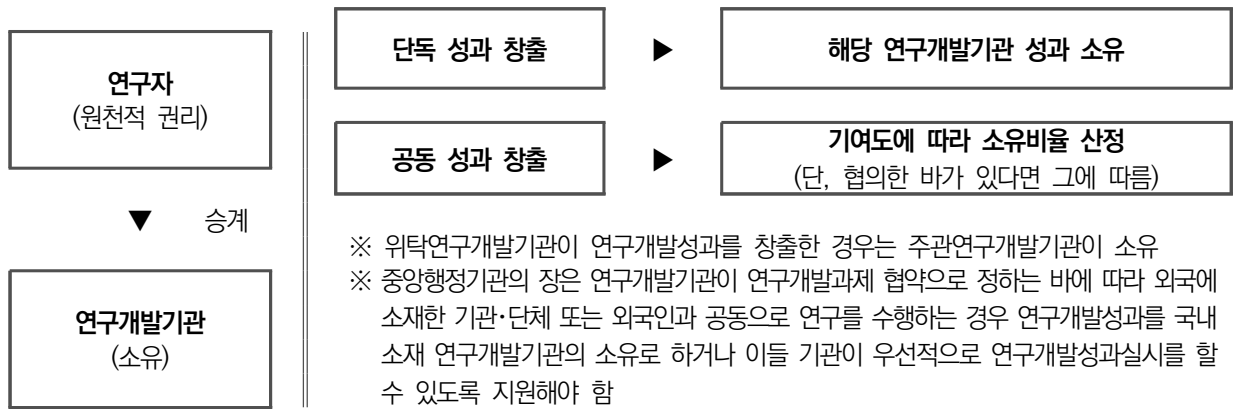 연구자
(원천적 권리)
▼ 승계
연구개발기관
(소유)
단독 성과 창출 ▶ 해당 연구개발기관 성과 소유
공동 성과 창출 ▶ 기여도에 따라 소유비율 산정
(단, 협의한 바가 있다면 그에 따름)
※ 위탁연구개발기관이 연구개발성과를 창출한 경우는 주관연구개발기관이 소유
※ 중앙행정기관의 장은 연구개발기관이 연구개발과제 협약으로 정하는 바에 따라 외국에
소재한 기관·단체 또는 외국인과 공동으로 연구를 수행하는 경우 연구개발성과를 국내
소재 연구개발기관의 소유로 하거나 이들 기관이 우선적으로 연구개발성과실시를 할
수 있도록 지원해야 함